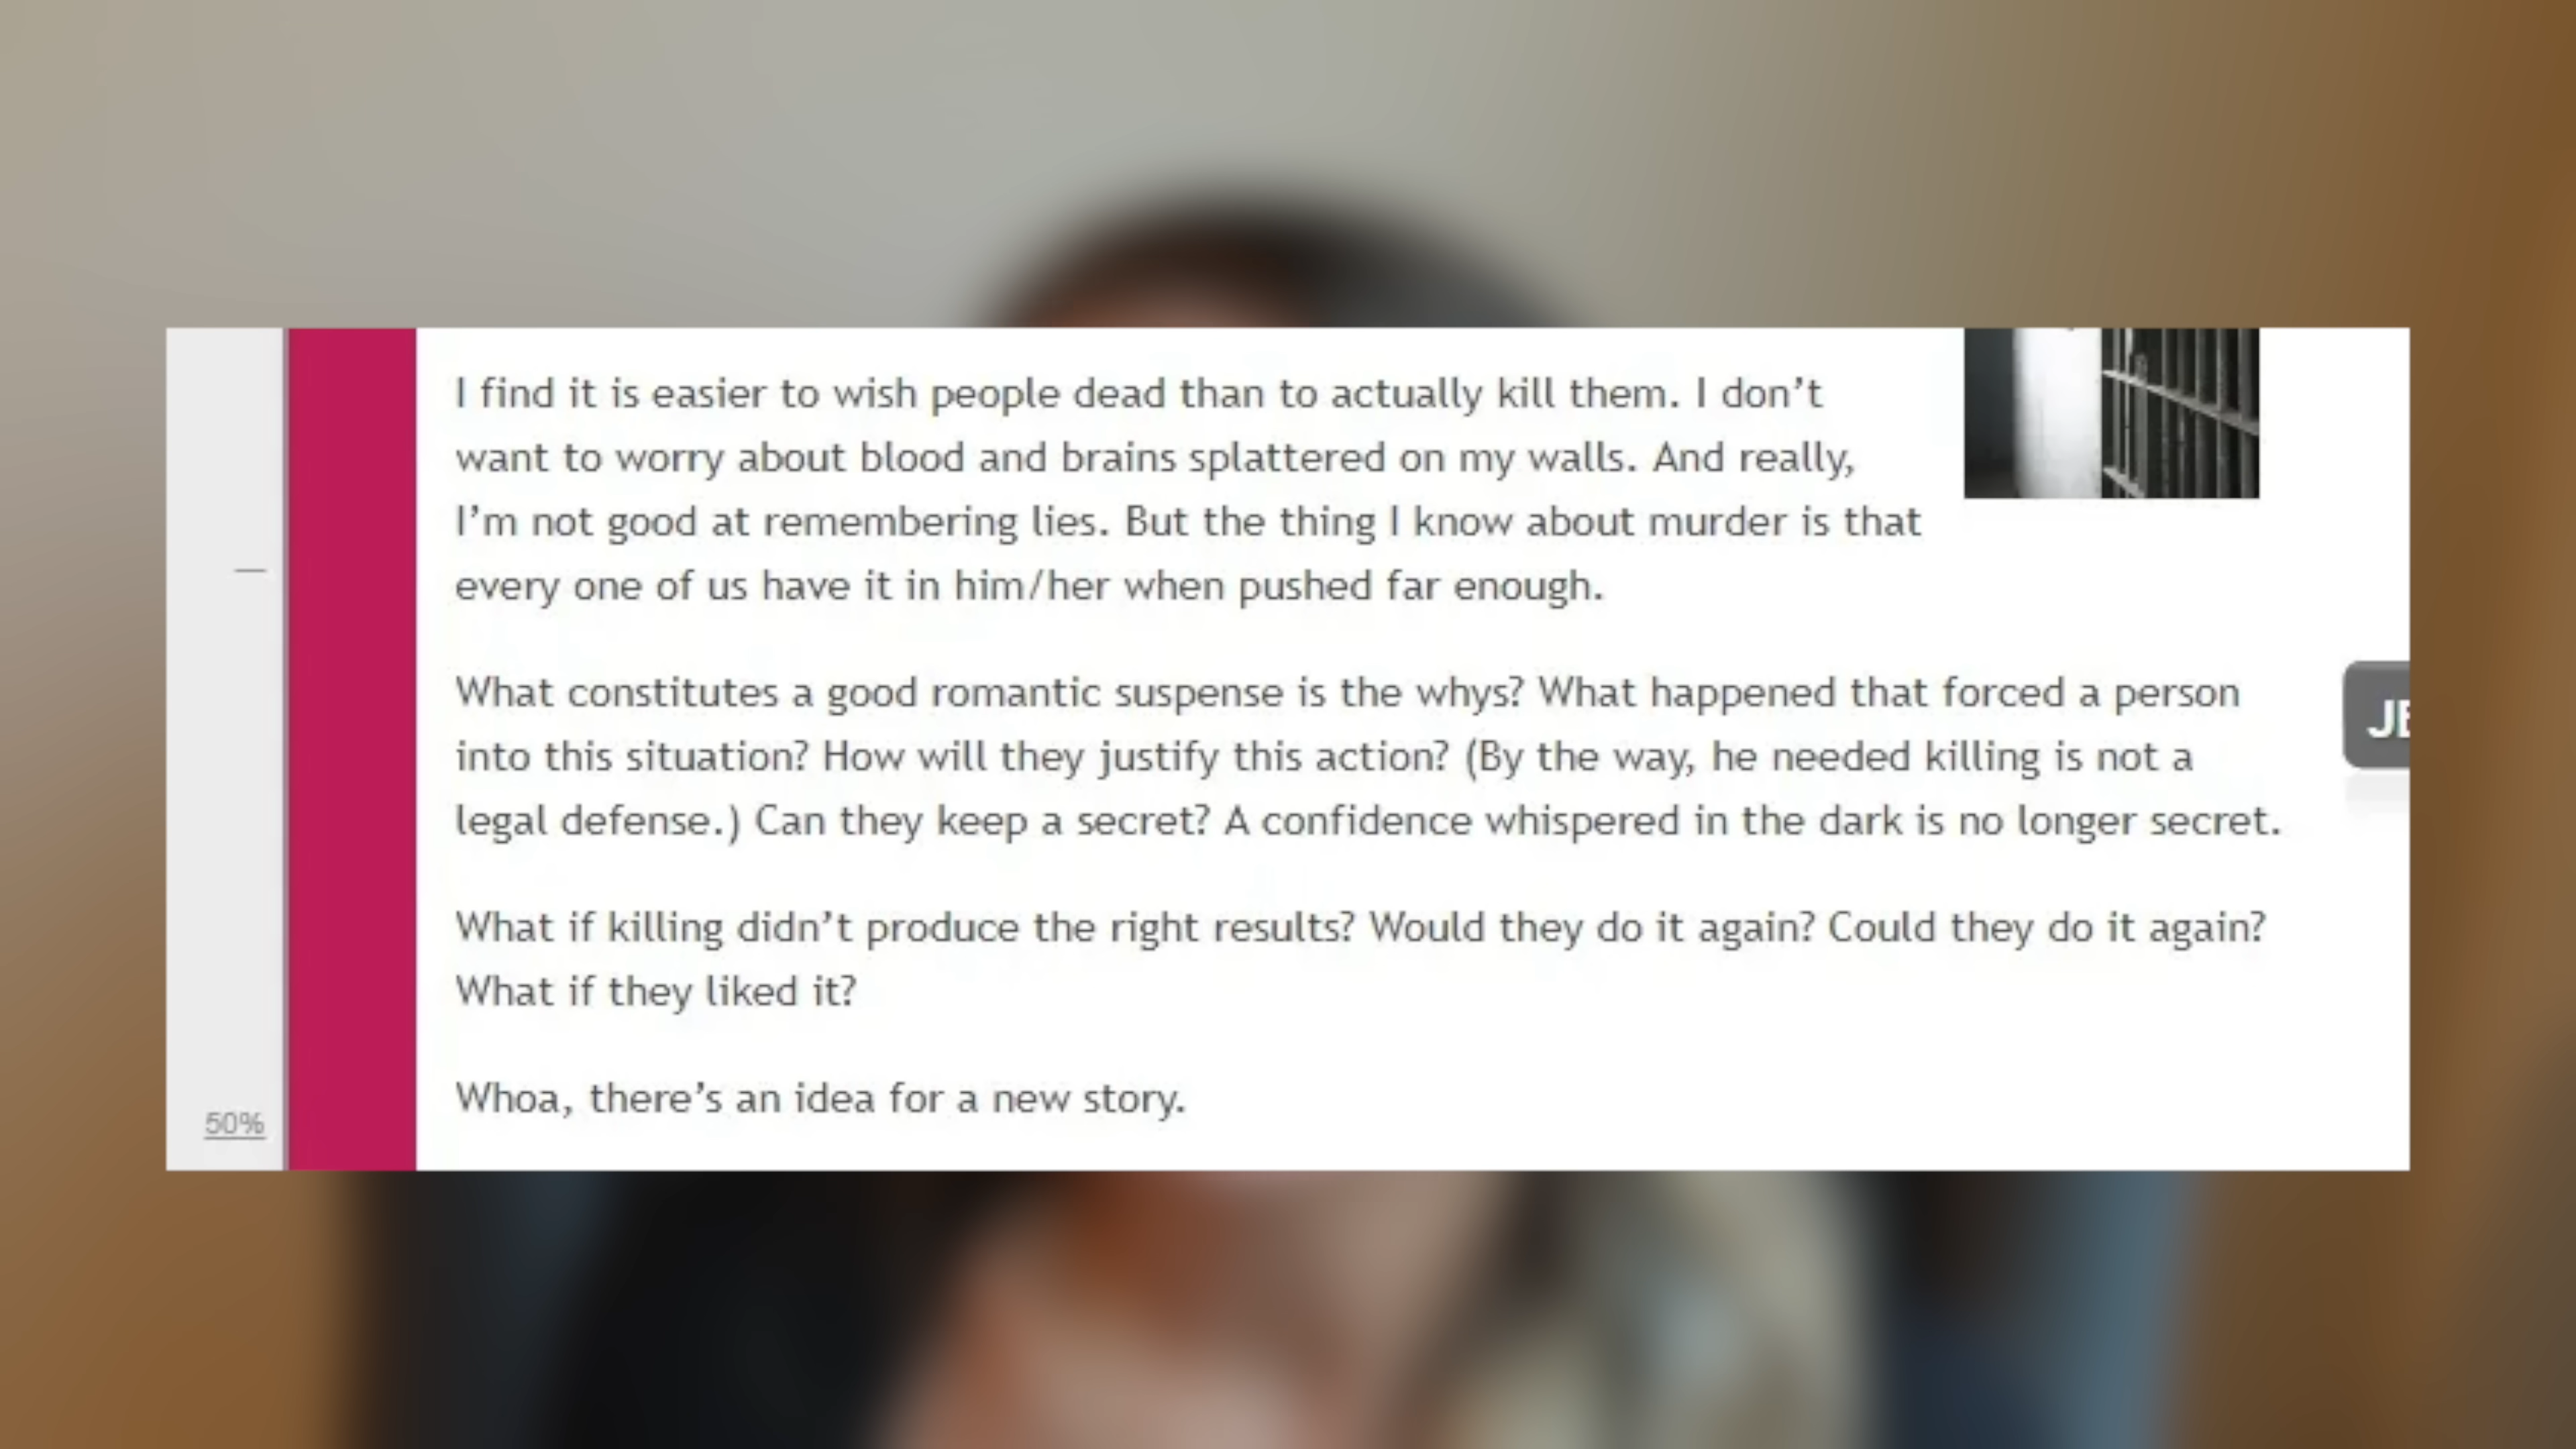 I find it is easier to wish people dead than to actually kill them. I don’t
want to worry about blood and brains splattered on my walls. And really,
I’m not good at remembering lies. But the thing I know about murder is that
every one of us have it in him/her when pushed far enough.
What constitutes a good romantic suspense is the whys? What happened that forced a person
into this situation? How will they justify this action? (By the way, he needed killing is not a
legal defense.) Can they keep a secret? A confidence whispered in the dark is no longer secret.
What if killing didn’t produce the right results? Would they do it again? Could they do it again?
What if they liked it?
Whoa, there’s an idea for a new story.
50%